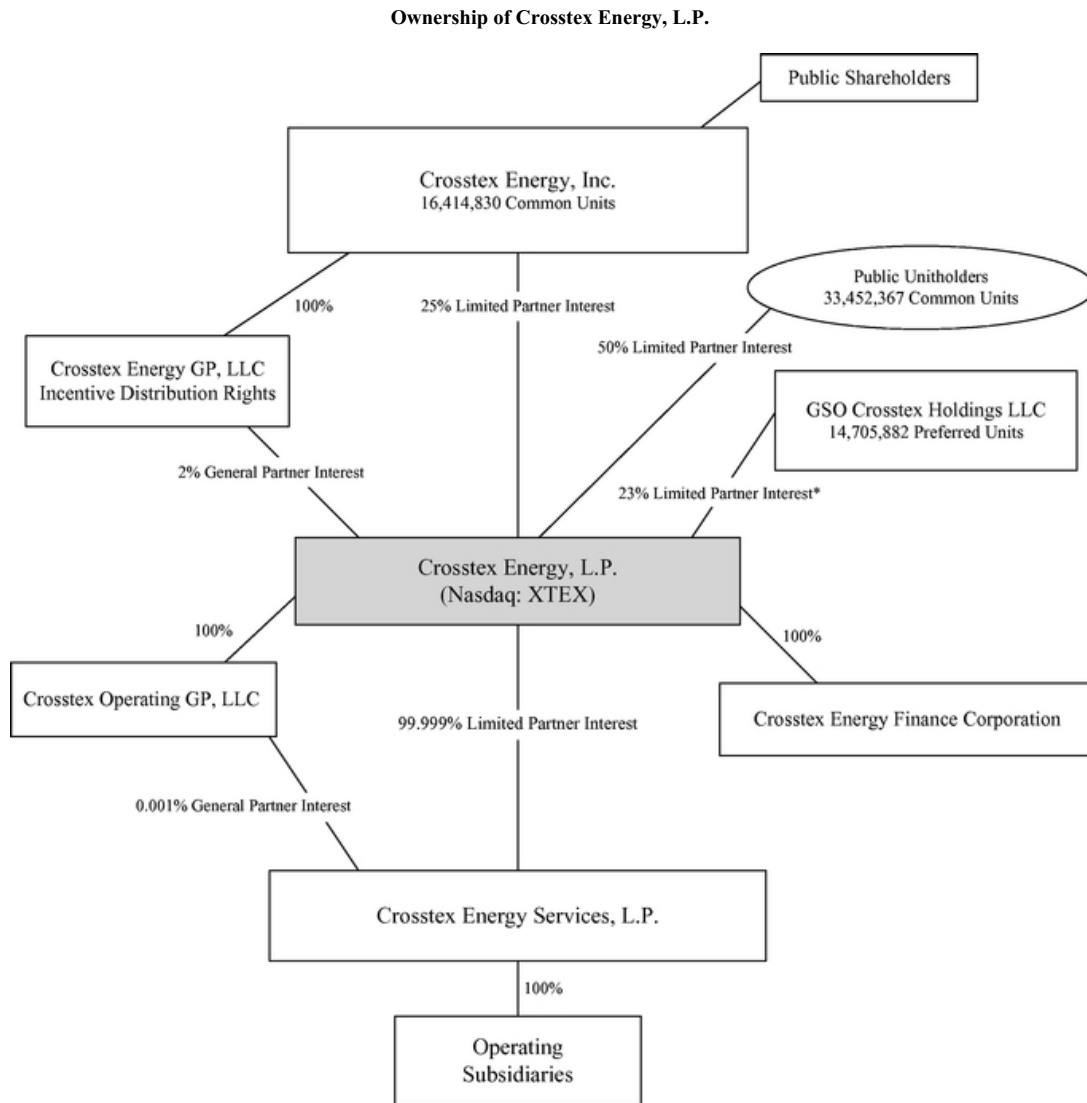 Ownership of Crosstex Energy, L.P.
Public Shareholders
Crosstex Energy, Inc.
16,414,830 Common Units
Public Unitholders
33,452,367 Common Units
100%
25% Limited Partner Interest
50% Limited Partner Interest
Crosstex Energy GP, LLC
Incentive Distribution Rights
GSO Crosstex Holdings LLC
14,705,882 Preferred Units
2% General Partner Interest
23% Limited Partner Interest*
Crosstex Energy, L.P.
(Nasdaq: XTEX)
100%
100%
Crosstex Operating GP, LLC
Crosstex Energy Finance Corporation
99.999% Limited Partner Interest
0.001% General Partner Interest
Crosstex Energy Services, L.P.
100%
Operating
Subsidiaries